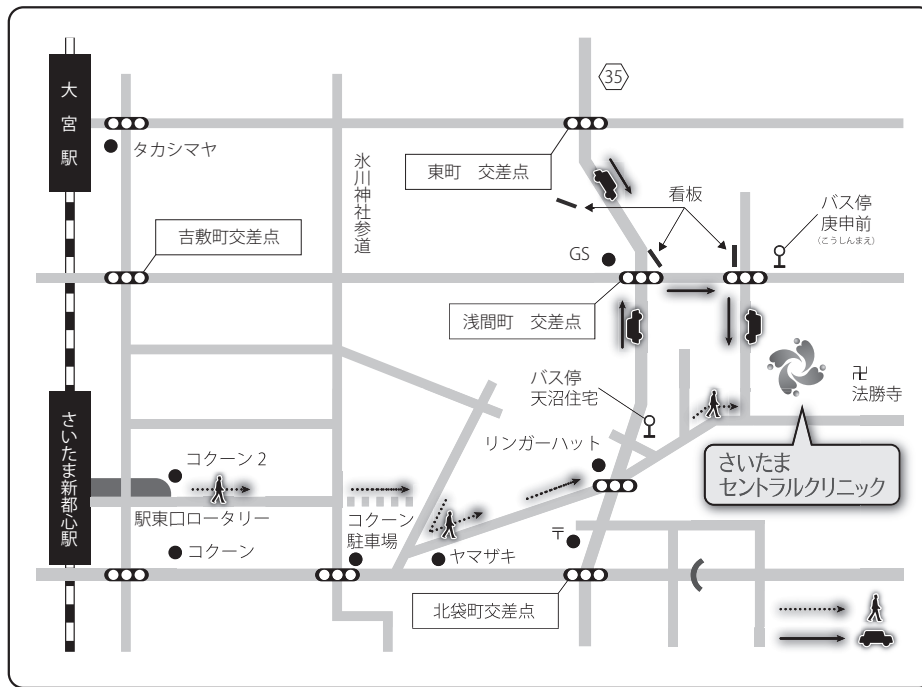 大宮駅
35
タカシマヤ
氷川神社参道
東町　交差点
看板
バス停
庚申前
(こうしんまえ)
吉敷町交差点
GS
浅間町　交差点
バス停
天沼住宅
卍
法勝寺
さいたま新都心駅
コクーン2
リンガーハット
さいたま
セントラルクリニック
駅東口ロータリー
コクーン
駐車場
〒
コクーン
ヤマザキ
北袋町交差点